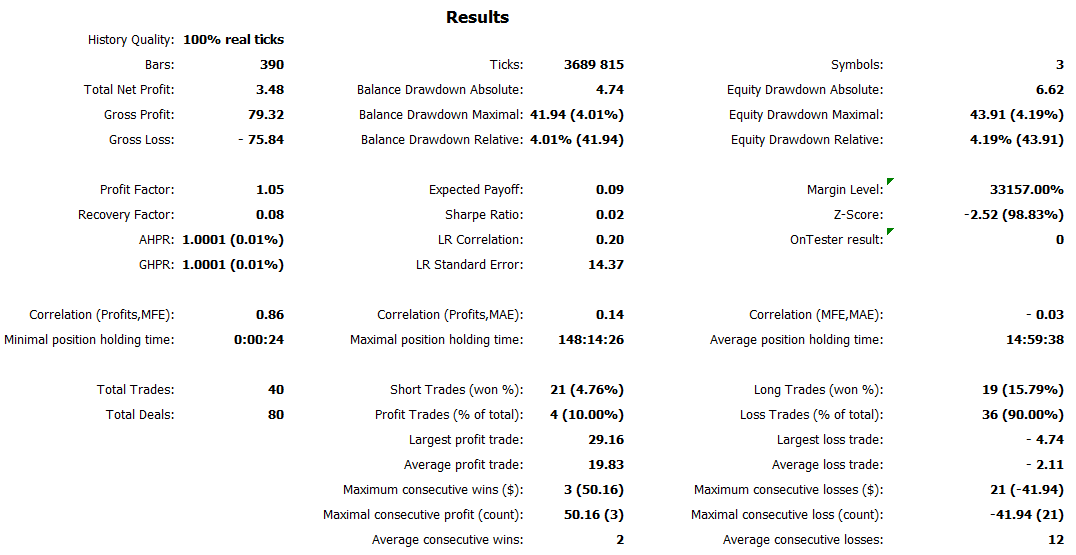 Results
History Quality: 100% real ticks
Bars: 390 Ticks: 3689 815 Symbols: 3
Total Net Profit: 3.48 Balance Drawdown Absolute: 4.74 Equity Drawdown Absolute: 6.62
Gross Profit: 79.32 Balance Drawdown Maximal: 41.94 (4.01%) Equity Drawdown Maximal: 43.91 (4.19%)
Gross Loss: - 75.84 Balance Drawdown Relative: 4.01% (41.94) Equity Drawdown Relative: 4.19% (43.91)
Profit Factor: 1.05 Expected Payoff: 0.09 Margin Level: 33157.00%
Recovery Factor: 0.08 Sharpe Ratio: 0.02 Z-Score: -2.52 (98.83%)
AHPR: 1.0001 (0.01%) LR Correlation: 0.20 OnTester result: 0
GHPR: 1.0001 (0.01%) LR Standard Error: 14.37
Correlation (Profits,MFE): 0.86 Correlation (Profits,MAE): 0.14 Correlation (MFE,MAE): - 0.03
Minimal position holding time: 0:00:24 Maximal position holding time: 148:14:26 Average position holding time: 14:59:38
Total Trades: 40 Short Trades (won %): 21 (4.76%) Long Trades (won %): 19 (15.79%)
Total Deals: 80 Profit Trades (% of total): 4 (10.00%) Loss Trades (% of total): 36 (90.00%)
Largest profit trade: 29.16 Largest loss trade: - 4.74
Average profit trade: 19.83 Average loss trade: - 2.11
Maximum consecutive wins ($): 3 (50.16) Maximum consecutive losses ($): 21 (-41.94)
Maximal consecutive profit (count): 50.16 (3) Maximal consecutive loss (count): -41.94 (21)
Average consecutive wins: 2 Average consecutive losses: 12